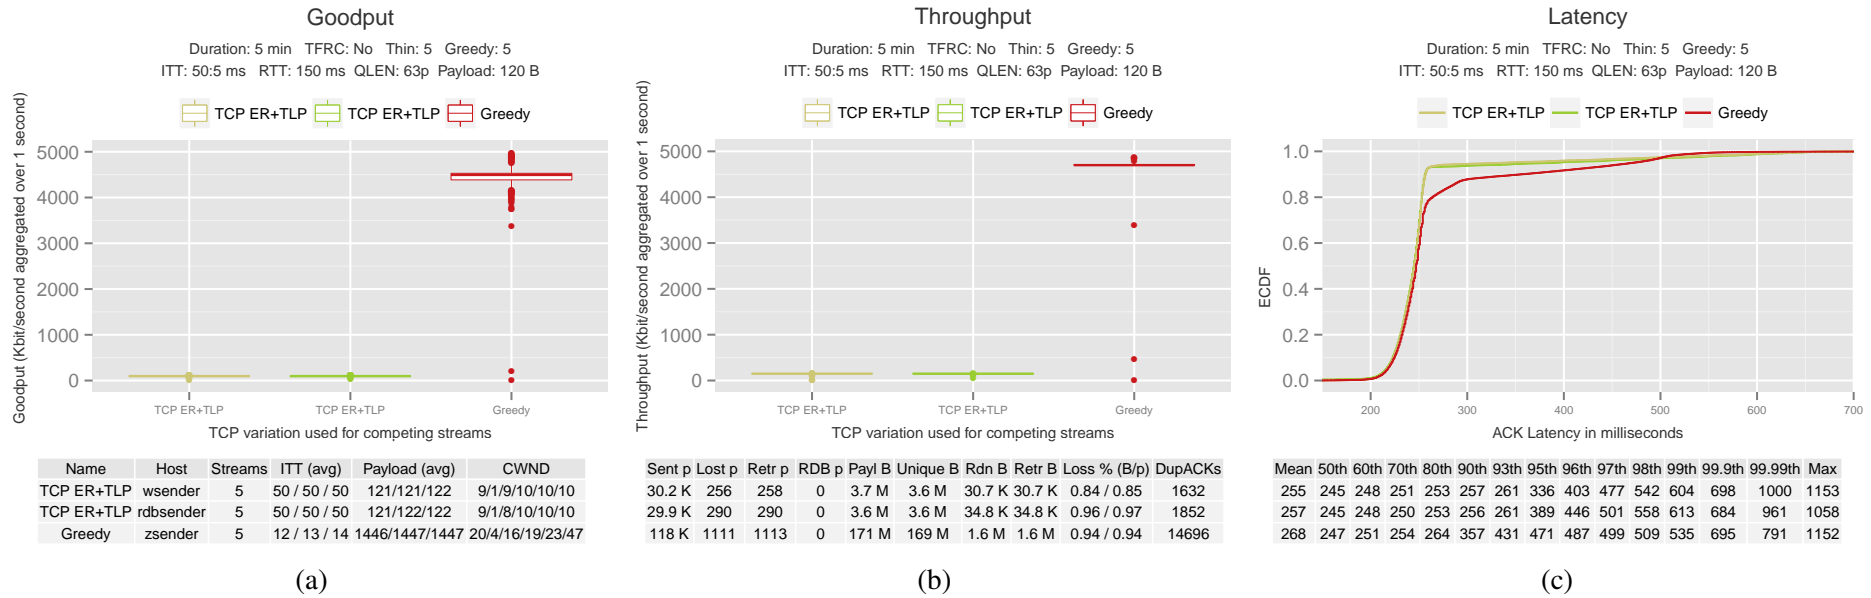 Goodput
Duration: 5 min TFRC: No Thin: 5 Greedy: 5
ITT: 50:5 ms RTT: 150 ms QLEN: 63p Payload: 120 B
TCP ER+TLP TCP ER+TLP Greedy
Goodput (Kbit/second aggregated over 1 second)
5000
4000
3000
2000
1000
0
TCP ER+TLP TCP ER+TLP Greedy
TCP variation used for competing streams
Name Host Streams ITT (avg) Payload (avg) CWND
TCP ER+TLP wsender 5 50 / 50 / 50 121/121/122 9/1/9/10/10/10
TCP ER+TLP rdbsender 5 50 / 50 / 50 121/122/122 9/1/8/10/10/10
Greedy zsender 5 12 / 13 / 14 1446/1447/1447 20/4/16/19/23/47
(a)
Throughput
Duration: 5 min TFRC: No Thin: 5 Greedy: 5
ITT: 50:5 ms RTT: 150 ms QLEN: 63p Payload: 120 B
TCP ER+TLP TCP ER+TLP Greedy
Throughput (Kbit/second aggregated over 1 second)
5000
4000
3000
2000
1000
0
TCP ER+TLP TCP ER+TLP Greedy
TCP variation used for competing streams
Sent p Lost p Retr p RDB p Payl B Unique B Rdn B Retr B Loss % (B/p) DupACKs
30.2 K 256 258 0 3.7 M 3.6 M 30.7 K 30.7 K 0.84 / 0.85 1632
29.9 K 290 290 0 3.6 M 3.6 M 34.8 K 34.8 K 0.96 / 0.97 1852
118 K 1111 1113 0 171 M 169 M 1.6 M 1.6 M 0.94 / 0.94 14696
(b)
Latency
Duration: 5 min TFRC: No Thin: 5 Greedy: 5
ITT: 50:5 ms RTT: 150 ms QLEN: 63p Payload: 120 B
TCP ER+TLP TCP ER+TLP Greedy
ECDF
1.0
0.8
0.6
0.4
0.2
0.0
200 300 400 500 600 700
ACK Latency in milliseconds
Mean 50th 60th 70th 80th 90th 93th 95th 96th 97th 98th 99th 99.9th 99.99th Max
255 245 248 251 253 257 261 336 403 477 542 604 698 1000 1153
257 245 248 250 253 256 261 389 446 501 558 613 684 961 1058
268 247 251 254 264 357 431 471 487 499 509 535 695 791 1152
(c)